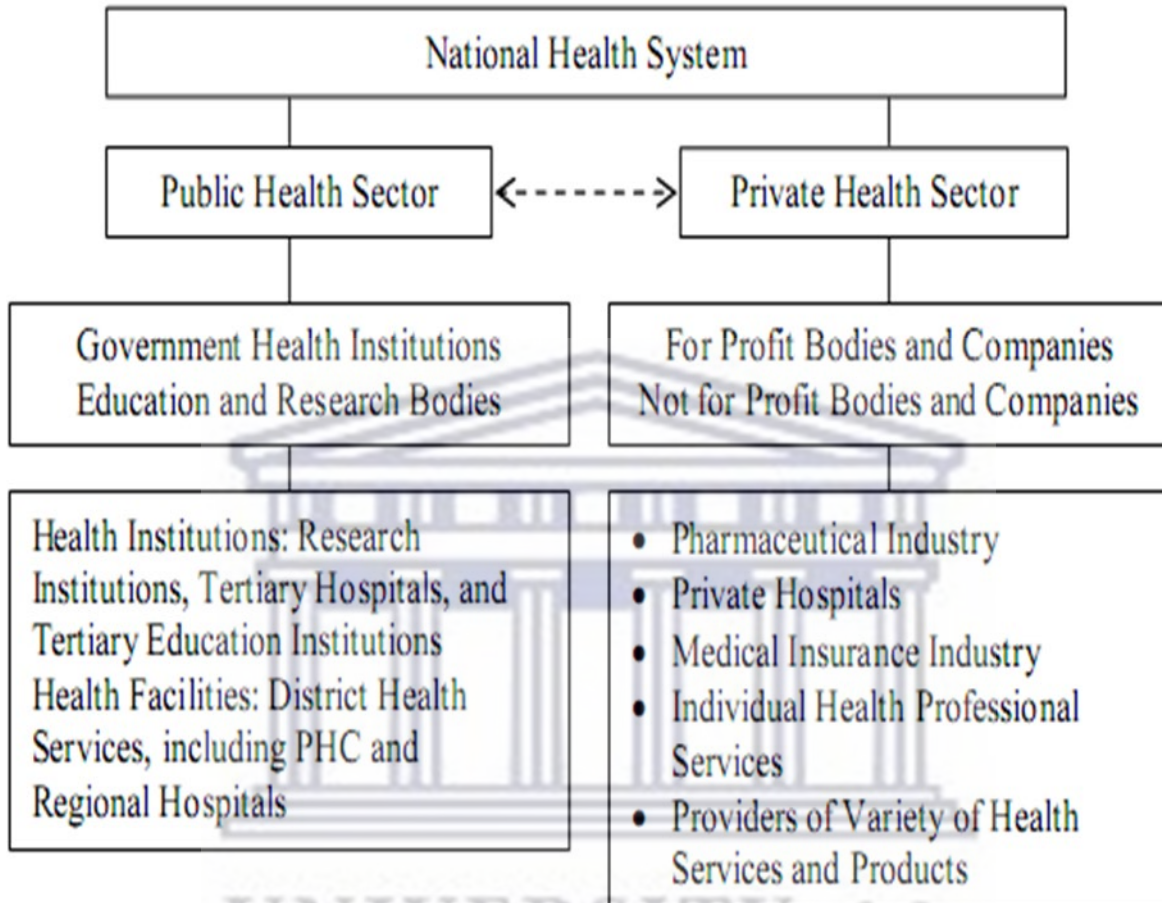 National Health System
Public Health Sector
Private Health Sector
Government Health Institutions
Education and Research Bodies
For Profit Bodies and Companies
Not for Profit Bodies and Companies
Health Institutions: Research
Institutions, Tertiary Hospitals, and
Tertiary Education Institutions
Health Facilities: District Health
Services, including PHC and
Regional Hospitals
• Pharmaceutical Industry
• Private Hospitals
• Medical Insurance Industry
• Individual Health Professional
Services
• Providers of Variety of Health
Services and Products